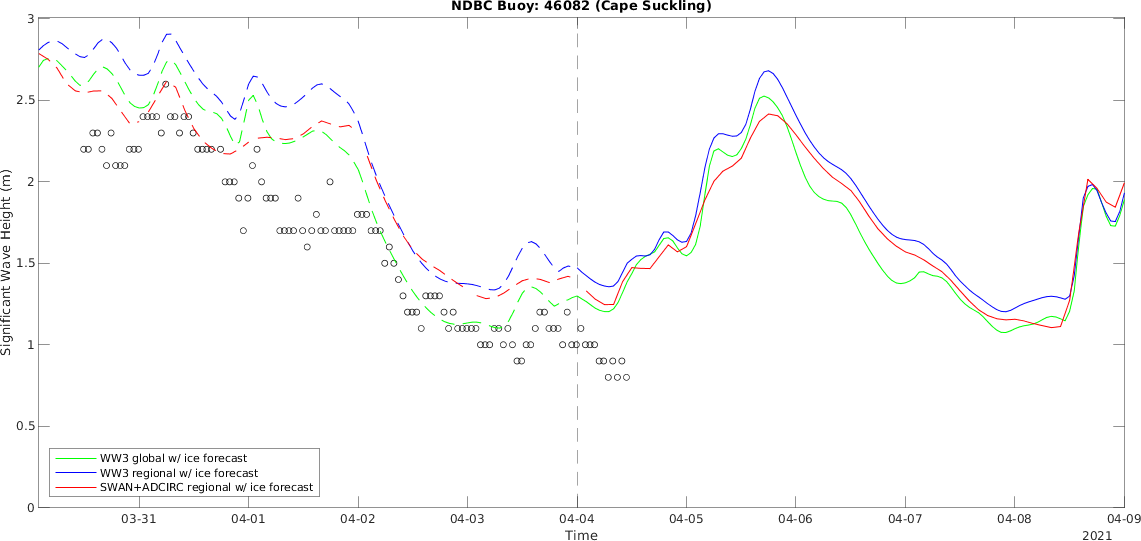 NDBC Buoy: 46082 (Cape Suckling)
3
2.5
2
1.5
1
0.5
0
Significant Wave Height (m)
WW3 global w/ ice forecast
WW3 regional w/ ice forecast
SWAN+ADCIRC regional w/ ice forecast
03-31 04-01 04-02 04-03 04-04 04-05 04-06 04-07 04-08 04-09
Time 2021